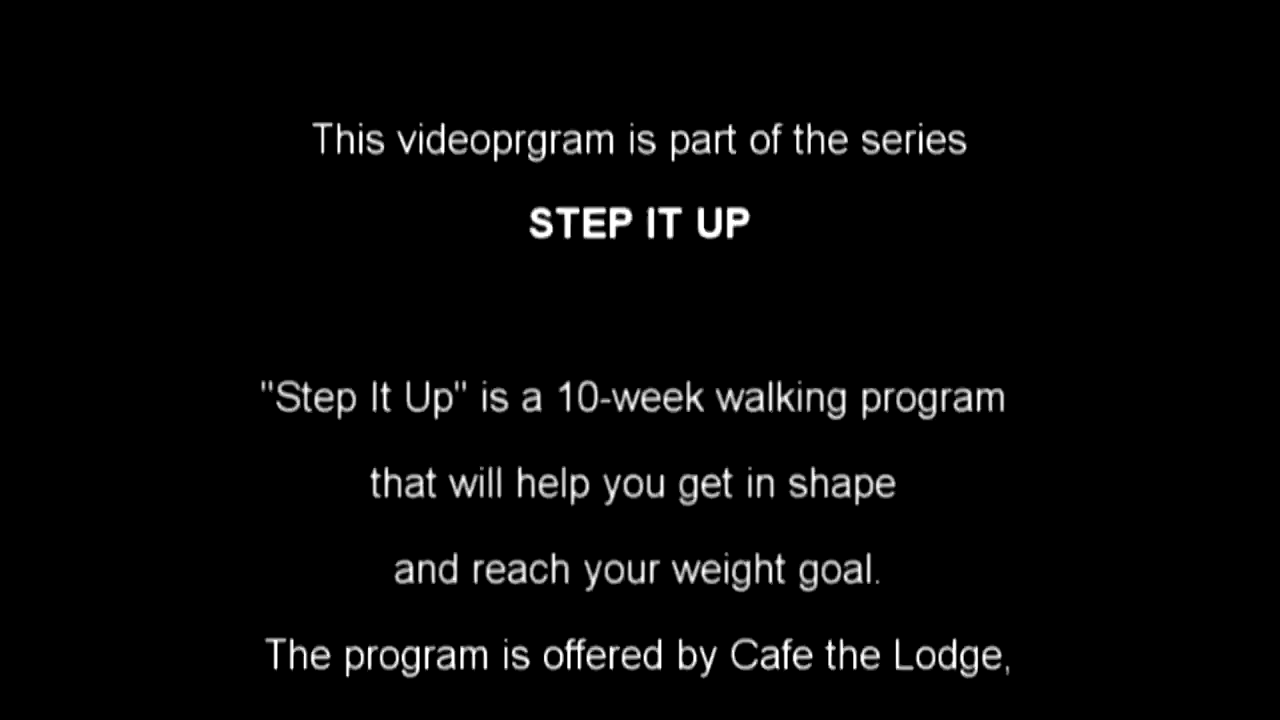 This videoprgram is part of the series
STEP IT UP
"Step It Up" is a 10-week walking program
that will help you get in shape
and reach your weight goal.
The program is offered by Cafe the Lodge,